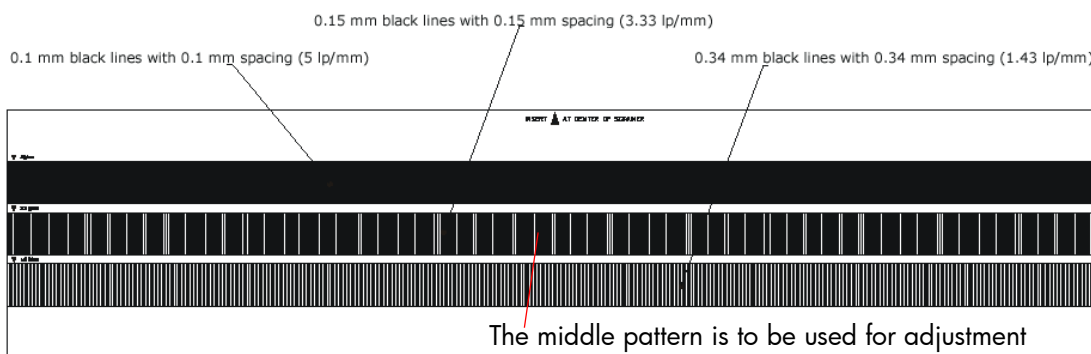 0.15 mm black lines with 0.15 mm spacing (3.33 lp/mm)
0.1 mm black lines with 0.1 mm spacing (5 lp/mm)
0.34 mm black lines with 0.34 mm spacing (1.43 lp/mm)
INSERT ▲ AT CENTER OF SCANNER
The middle pattern is to be used for adjustment